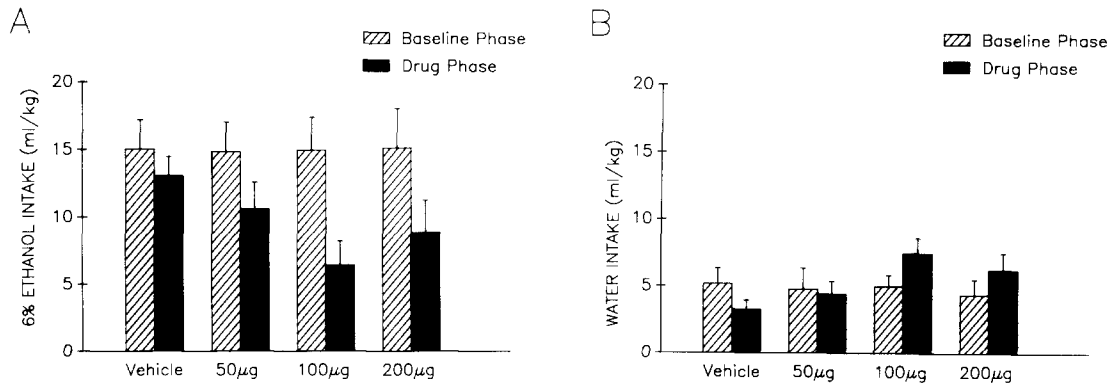 A
Baseline Phase
Drug Phase
6% ETHANOL INTAKE (ml/kg)
20
15
10
5
0
Vehicle 50μg 100μg 200μg
B
Baseline Phase
Drug Phase
WATER INTAKE (ml/kg)
20
15
10
5
0
Vehicle 50μg 100μg 200μg